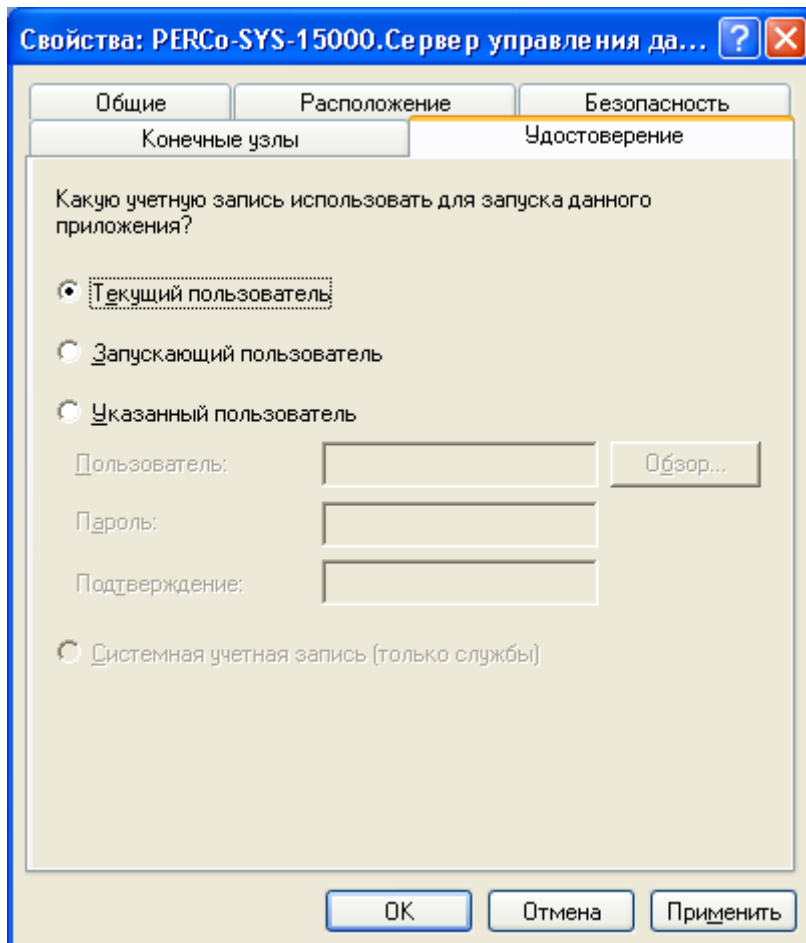 Свойства: PERCo-SYS-15000.Сервер управления да...
Общие Расположение Безопасность
Конечные узлы Удостоверение
Какую учетную запись использовать для запуска данного
приложения?
Текущий пользователь
Запускающий пользователь
Указанный пользователь
Пользователь: Обзор...
Пароль:
Подтверждение:
Системная учетная запись (только службы)
OK Отмена Применить